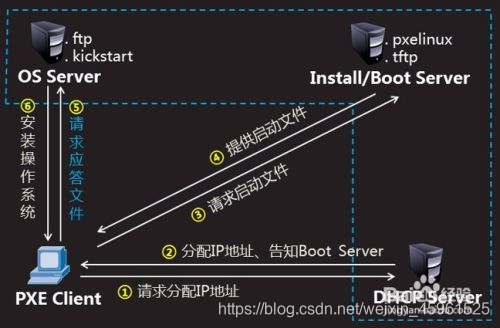 . ftp
. kickstart
OS Server
. pxelinux
. tftp
Install/Boot Server
⑥
安装操作系统
⑤
请求应答文件
④ 提供启动文件
③ 请求启动文件
② 分配IP地址、告知Boot Server
① 请求分配IP地址
PXE Client
DHCP Server
https://blog.csdn.net/weixin_45961525